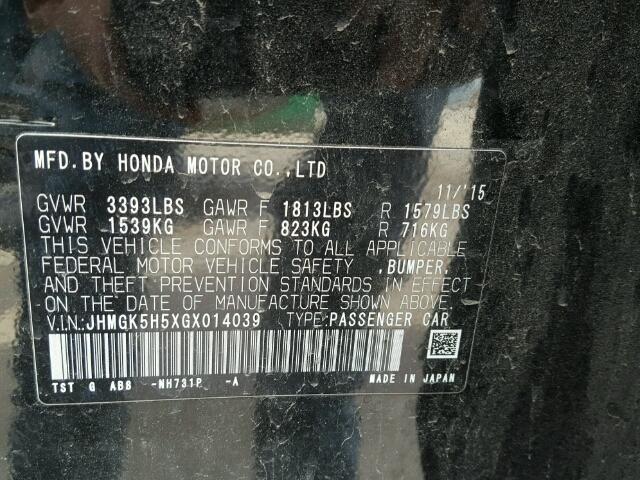 MFD.BY HONDA MOTOR CO.,LTD
11/'15
GVWR 3393LBS GAWR F 1813LBS R 1579LBS
GVWR 1539KG GAWR F 823KG R 716KG
THIS VEHICLE CONFORMS TO ALL APPLICABLE
FEDERAL MOTOR VEHICLE SAFETY ,BUMPER,
AND THEFT PREVENTION STANDARDS IN EFFECT
ON THE DATE OF MANUFACTURE SHOWN ABOVE.
V.I.N.:JHMGK5H5XGX014039 TYPE:PASSENGER CAR
TST G AB8 -NH731P -A MADE IN JAPAN